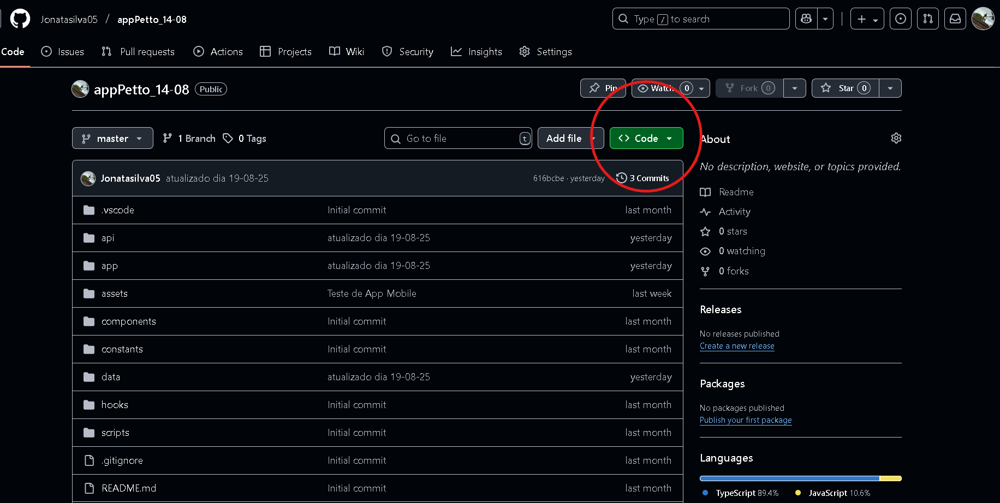 Jonatasilva05 / appPetto_14-08
Type / to search
Code Issues Pull requests Actions Projects Wiki Security Insights Settings
appPetto_14-08 Public
Pin Watch 0 Fork 0 Star 0
master 1 Branch 0 Tags
Go to file t Add file Code
Jonatasilva05 atualizado dia 19-08-25 616bcbe · yesterday 3 Commits
.vscode Initial commit last month
api atualizado dia 19-08-25 yesterday
app atualizado dia 19-08-25 yesterday
assets Teste de App Mobile last week
components Initial commit last month
constants Initial commit last month
data atualizado dia 19-08-25 yesterday
hooks Initial commit last month
scripts Initial commit last month
.gitignore Initial commit last month
README.md Initial commit last month
About
No description, website, or topics provided.
Readme
Activity
0 stars
0 watching
0 forks
Releases
No releases published
Create a new release
Packages
No packages published
Publish your first package
Languages
TypeScript 89.4% JavaScript 10.6%